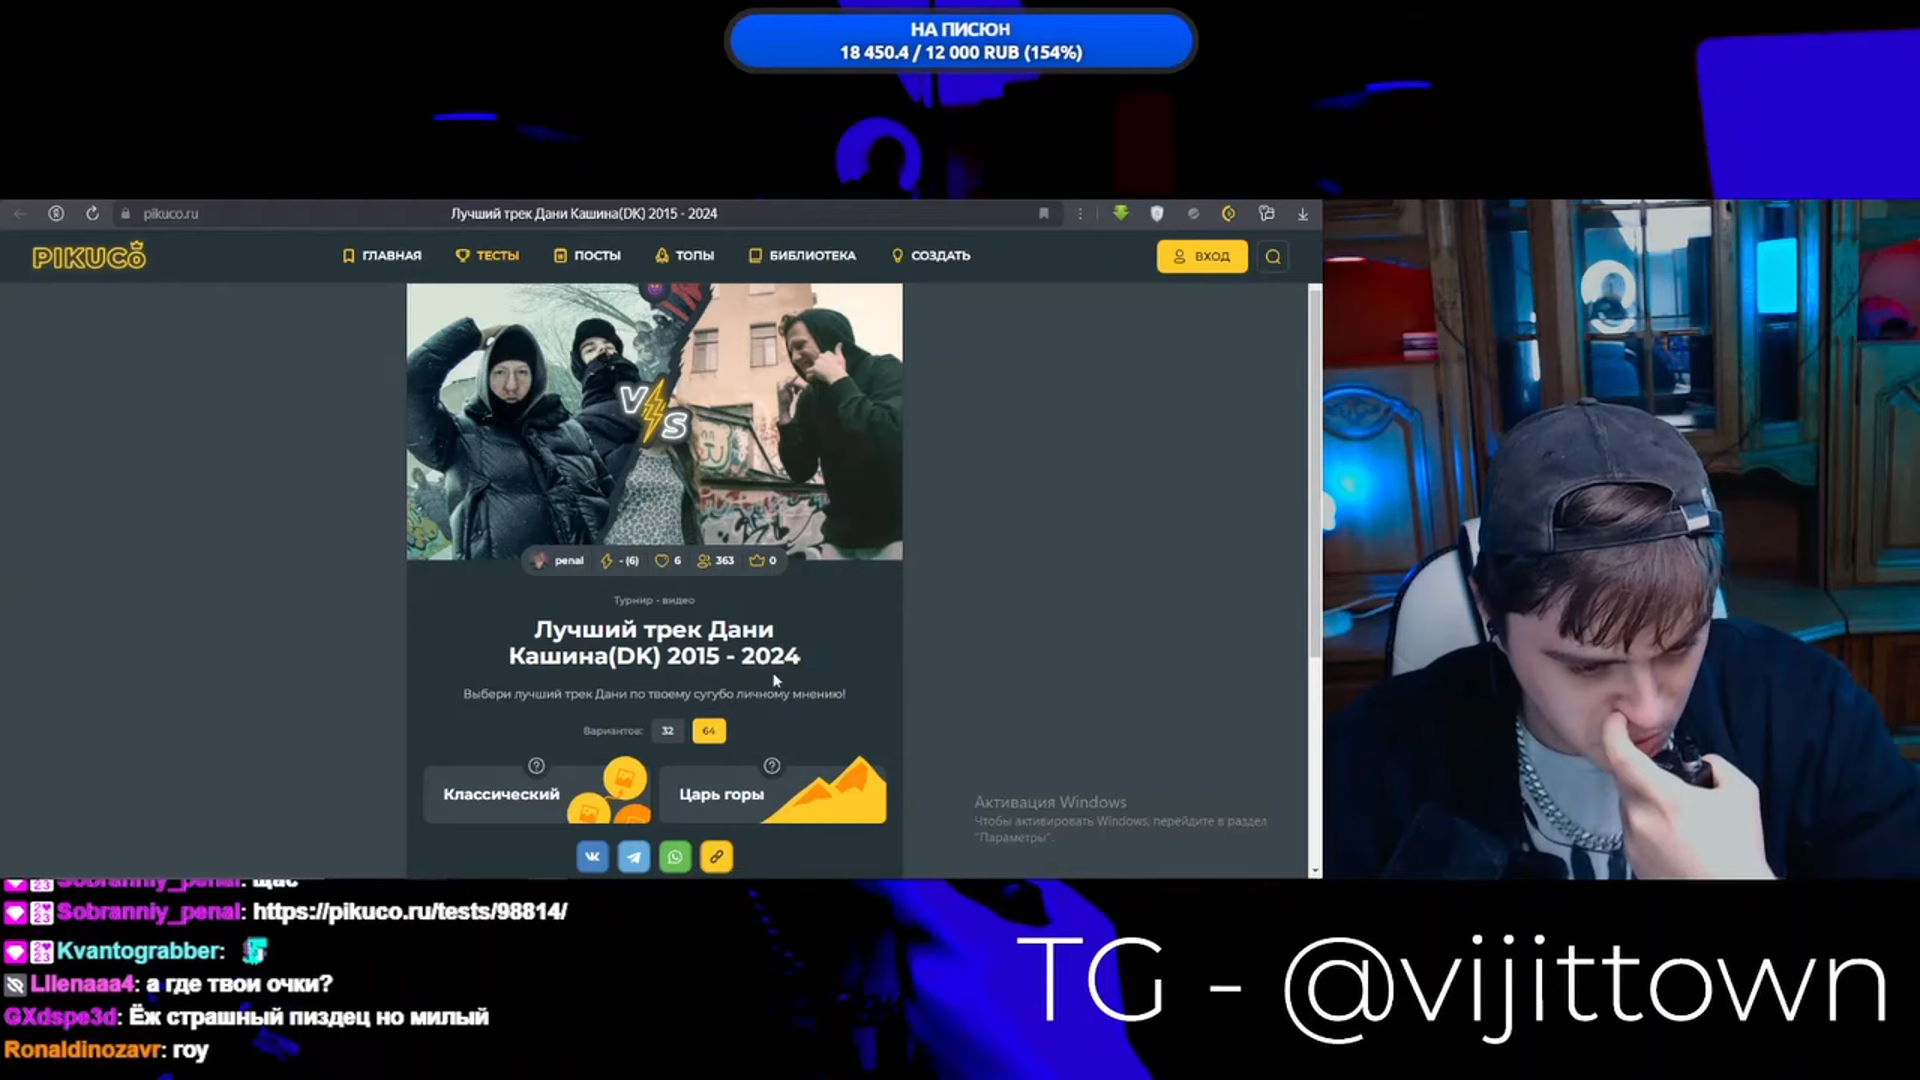 НА ПИСЮН
18 450.4 / 12 000 RUB (154%)
pikuco.ru
Лучший трек Дани Кашина(DK) 2015 - 2024
PIKUCO
ГЛАВНАЯ
ТЕСТЫ
ПОСТЫ
ТОПЫ
БИБЛИОТЕКА
СОЗДАТЬ
ВХОД
VS
penal
- (6)
6
363
0
Турнир - видео
Лучший трек Дани
Кашина(DK) 2015 - 2024
Выбери лучший трек Дани по твоему сугубо личному мнению!
Вариантов:
32
64
Классический
Царь горы
Активация Windows
Чтобы активировать Windows, перейдите в раздел
"Параметры".
Sobranniy_penal: щас
Sobranniy_penal: https://pikuco.ru/tests/98814/
Kvantograbber:
Lllenaaa4: а где твои очки?
GXdspe3d: Ёж страшный пиздец но милый
Ronaldinozavr: гоу
TG - @vijittown